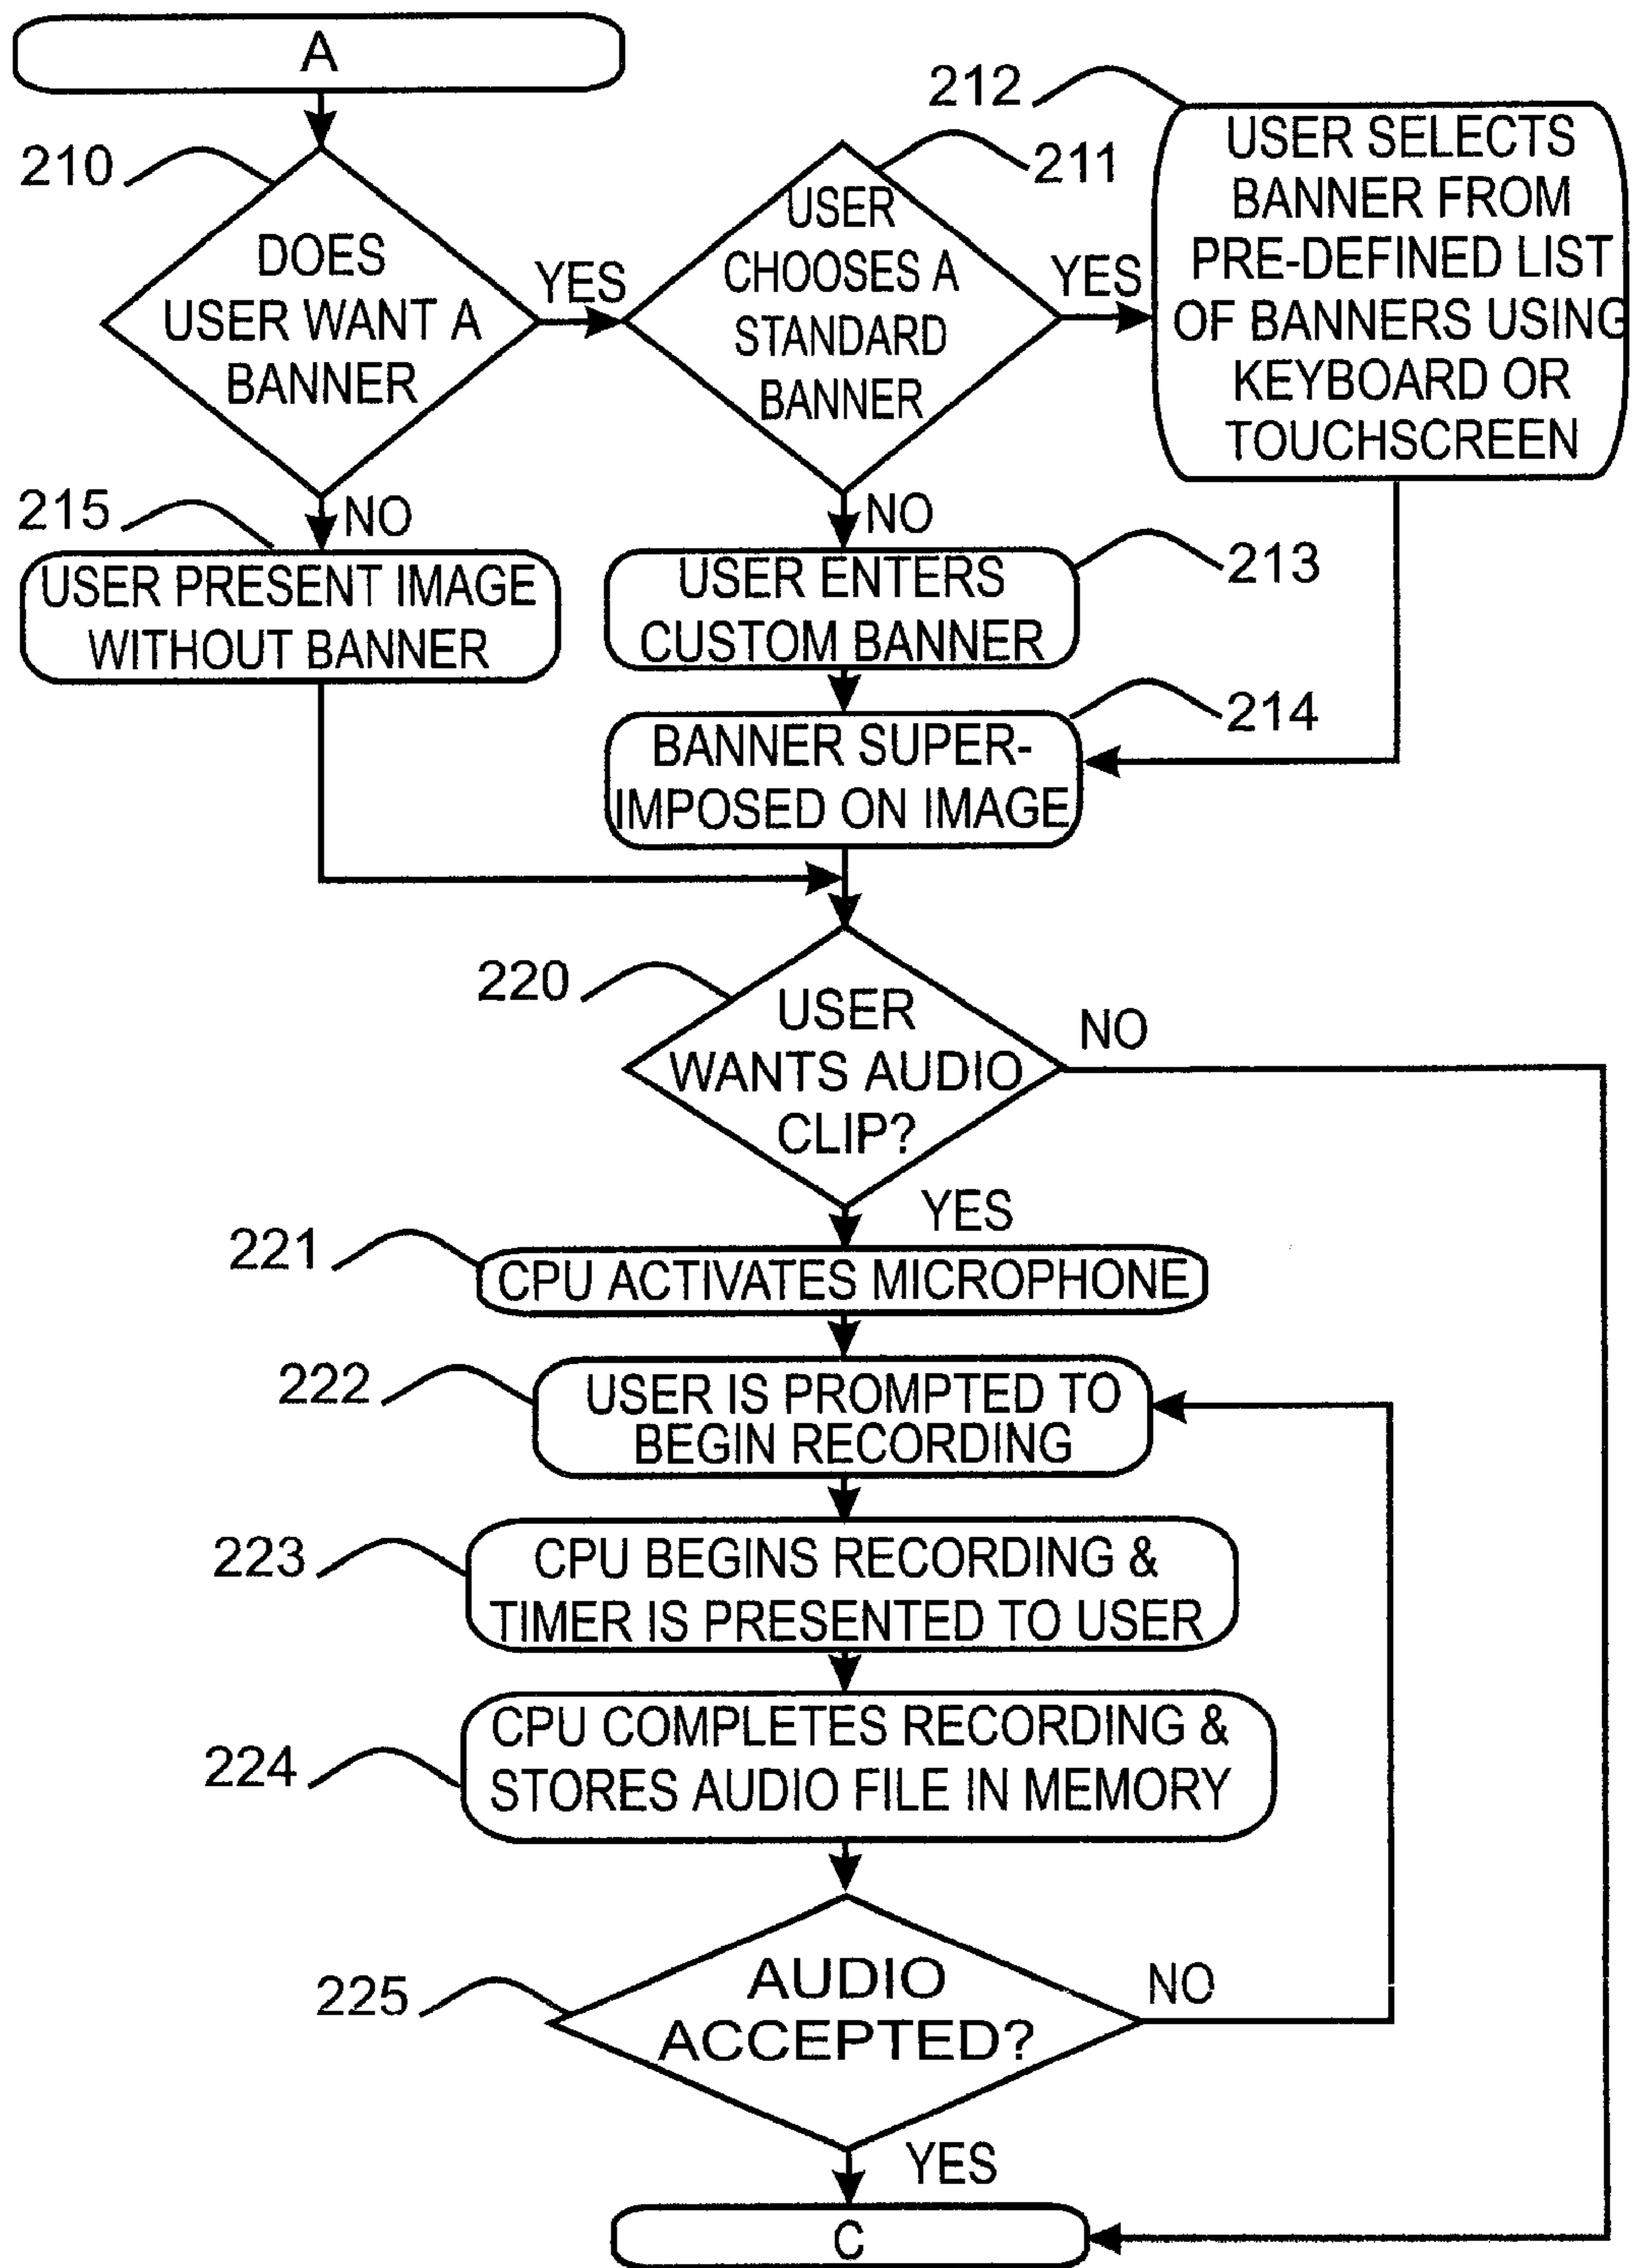 A
210
DOES
USER WANT A
BANNER
YES
211
USER
CHOOSES A
STANDARD
BANNER
YES
212
USER SELECTS
BANNER FROM
PRE-DEFINED LIST
OF BANNERS USING
KEYBOARD OR
TOUCHSCREEN
NO
215
USER PRESENT IMAGE
WITHOUT BANNER
NO
213
USER ENTERS
CUSTOM BANNER
214
BANNER SUPER-
IMPOSED ON IMAGE
220
USER
WANTS AUDIO
CLIP?
NO
YES
221
CPU ACTIVATES MICROPHONE
222
USER IS PROMPTED TO
BEGIN RECORDING
223
CPU BEGINS RECORDING &
TIMER IS PRESENTED TO USER
224
CPU COMPLETES RECORDING &
STORES AUDIO FILE IN MEMORY
225
AUDIO
ACCEPTED?
NO
YES
C